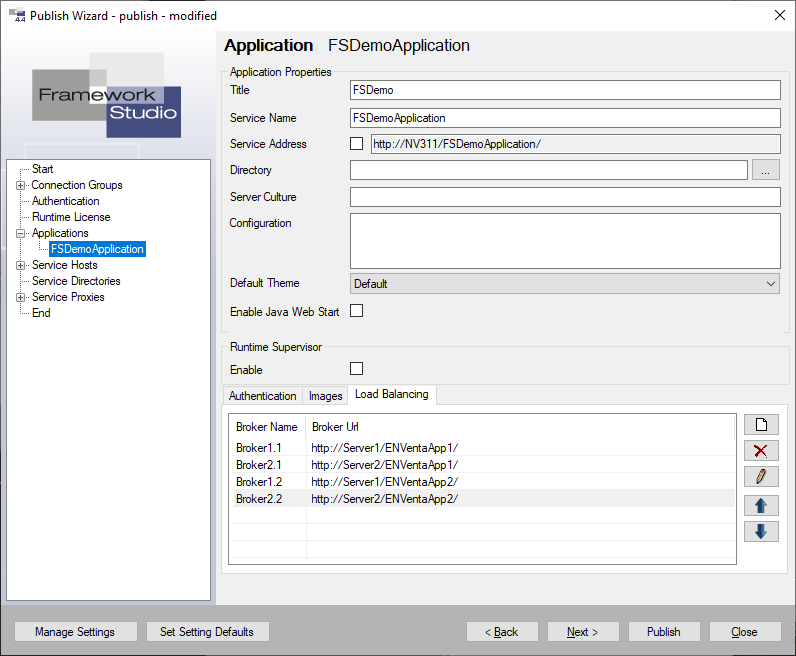 4.4 Publish Wizard - publish - modified
Framework
Studio
Start
Connection Groups
Authentication
Runtime License
Applications
FSDemoApplication
Service Hosts
Service Directories
Service Proxies
End
Application FSDemoApplication
Application Properties
Title FSDemo
Service Name FSDemoApplication
Service Address http://NV311/FSDemoApplication/
Directory ...
Server Culture
Configuration
Default Theme Default
Enable Java Web Start
Runtime Supervisor
Enable
Authentication Images Load Balancing
Broker Name Broker Url
Broker1.1 http://Server1/ENVentaApp1/
Broker2.1 http://Server2/ENVentaApp1/
Broker1.2 http://Server1/ENVentaApp2/
Broker2.2 http://Server2/ENVentaApp2/
Manage Settings Set Setting Defaults < Back Next > Publish Close